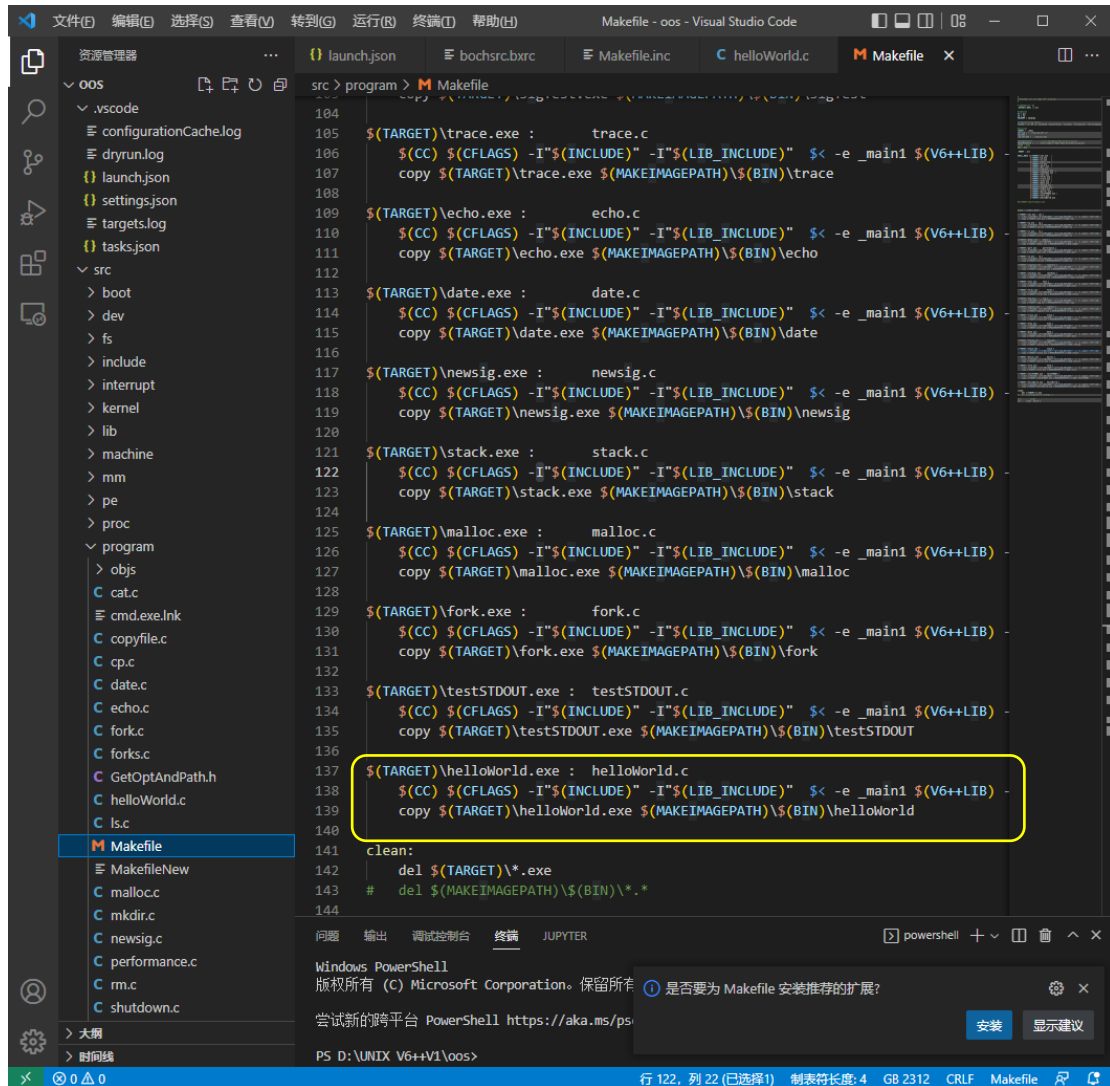 文件(F) 编辑(E) 选择(S) 查看(V) 转到(G) 运行(R) 终端(T) 帮助(H) Makefile - oos - Visual Studio Code
资源管理器
OOS
.vscode
configurationCache.log
dryrun.log
launch.json
settings.json
targets.log
tasks.json
src
boot
dev
fs
include
interrupt
kernel
lib
machine
mm
pe
proc
program
objs
cat.c
cmd.exe.lnk
copyfile.c
cp.c
date.c
echo.c
fork.c
forks.c
GetOptAndPath.h
helloWorld.c
ls.c
Makefile
MakefileNew
malloc.c
mkdir.c
newsig.c
performance.c
rm.c
shutdown.c
大纲
时间线
launch.json bochsrc.bxrc Makefile.inc helloWorld.c Makefile
src > program > Makefile
104
105 $(TARGET)\trace.exe : trace.c
106 $(CC) $(CFLAGS) -I"$(INCLUDE)" -I"$(LIB_INCLUDE)" $< -e _main1 $(V6++LIB) -
107 copy $(TARGET)\trace.exe $(MAKEIMAGEPATH)\$(BIN)\trace
108
109 $(TARGET)\echo.exe : echo.c
110 $(CC) $(CFLAGS) -I"$(INCLUDE)" -I"$(LIB_INCLUDE)" $< -e _main1 $(V6++LIB) -
111 copy $(TARGET)\echo.exe $(MAKEIMAGEPATH)\$(BIN)\echo
112
113 $(TARGET)\date.exe : date.c
114 $(CC) $(CFLAGS) -I"$(INCLUDE)" -I"$(LIB_INCLUDE)" $< -e _main1 $(V6++LIB) -
115 copy $(TARGET)\date.exe $(MAKEIMAGEPATH)\$(BIN)\date
116
117 $(TARGET)\newsig.exe : newsig.c
118 $(CC) $(CFLAGS) -I"$(INCLUDE)" -I"$(LIB_INCLUDE)" $< -e _main1 $(V6++LIB) -
119 copy $(TARGET)\newsig.exe $(MAKEIMAGEPATH)\$(BIN)\newsig
120
121 $(TARGET)\stack.exe : stack.c
122 $(CC) $(CFLAGS) -I"$(INCLUDE)" -I"$(LIB_INCLUDE)" $< -e _main1 $(V6++LIB) -
123 copy $(TARGET)\stack.exe $(MAKEIMAGEPATH)\$(BIN)\stack
124
125 $(TARGET)\malloc.exe : malloc.c
126 $(CC) $(CFLAGS) -I"$(INCLUDE)" -I"$(LIB_INCLUDE)" $< -e _main1 $(V6++LIB) -
127 copy $(TARGET)\malloc.exe $(MAKEIMAGEPATH)\$(BIN)\malloc
128
129 $(TARGET)\fork.exe : fork.c
130 $(CC) $(CFLAGS) -I"$(INCLUDE)" -I"$(LIB_INCLUDE)" $< -e _main1 $(V6++LIB) -
131 copy $(TARGET)\fork.exe $(MAKEIMAGEPATH)\$(BIN)\fork
132
133 $(TARGET)\testSTDOUT.exe : testSTDOUT.c
134 $(CC) $(CFLAGS) -I"$(INCLUDE)" -I"$(LIB_INCLUDE)" $< -e _main1 $(V6++LIB) -
135 copy $(TARGET)\testSTDOUT.exe $(MAKEIMAGEPATH)\$(BIN)\testSTDOUT
136
137 $(TARGET)\helloWorld.exe : helloWorld.c
138 $(CC) $(CFLAGS) -I"$(INCLUDE)" -I"$(LIB_INCLUDE)" $< -e _main1 $(V6++LIB) -
139 copy $(TARGET)\helloWorld.exe $(MAKEIMAGEPATH)\$(BIN)\helloWorld
140
141 clean:
142 del $(TARGET)\*.exe
143 # del $(MAKEIMAGEPATH)\$(BIN)\*.*
144
问题 输出 调试控制台 终端 JUPYTER powershell
Windows PowerShell
版权所有 (C) Microsoft Corporation。保留所有
尝试新的跨平台 PowerShell https://aka.ms/ps
PS D:\UNIX V6++V1\oos>
是否要为 Makefile 安装推荐的扩展?
安装 显示建议
0 0 行 122，列 22 (已选择1) 制表符长度: 4 GB 2312 CRLF Makefile